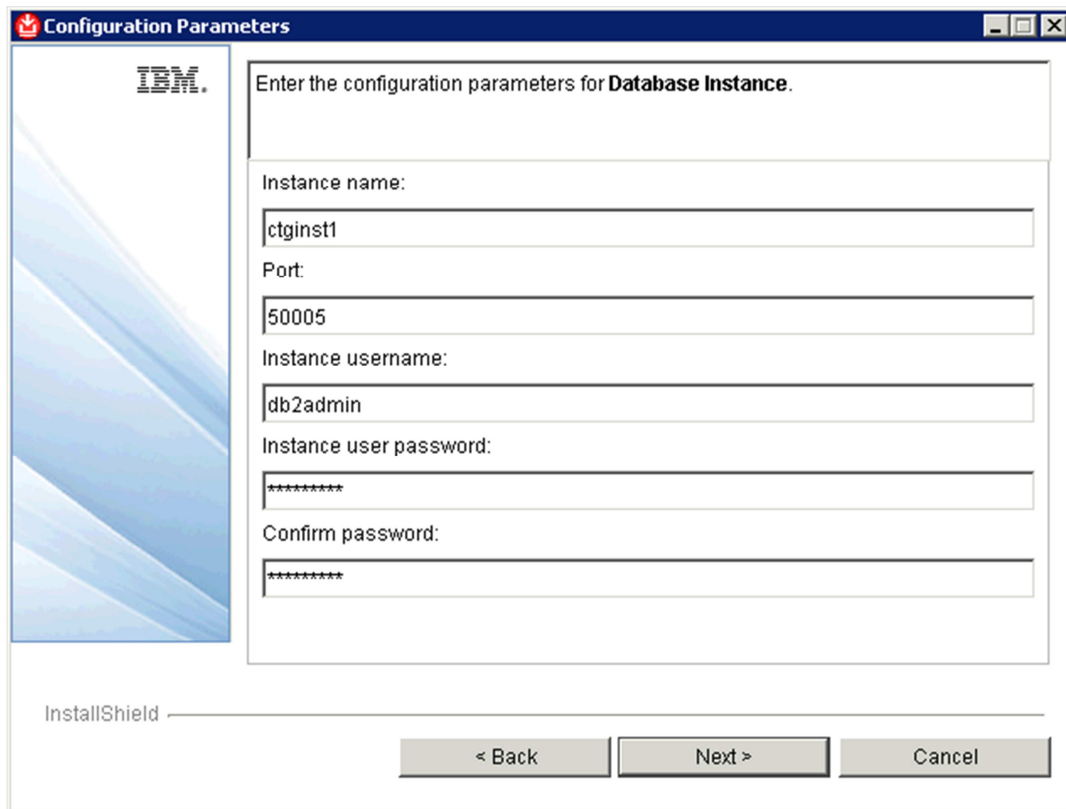 Configuration Parameters
IBM.
Enter the configuration parameters for Database Instance.
Instance name:
ctginst1
Port:
50005
Instance username:
db2admin
Instance user password:
*********
Confirm password:
*********
InstallShield
< Back
Next >
Cancel